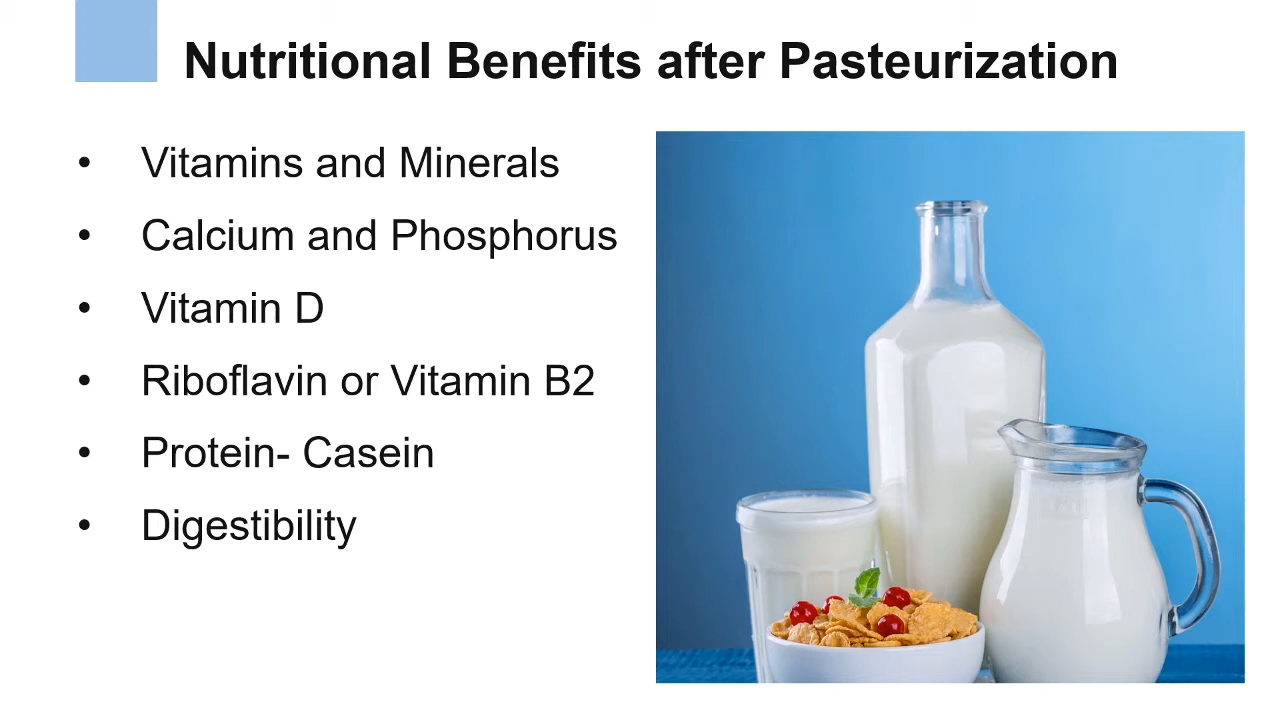 Nutritional Benefits after Pasteurization
• Vitamins and Minerals
• Calcium and Phosphorus
• Vitamin D
• Riboflavin or Vitamin B2
• Protein- Casein
• Digestibility